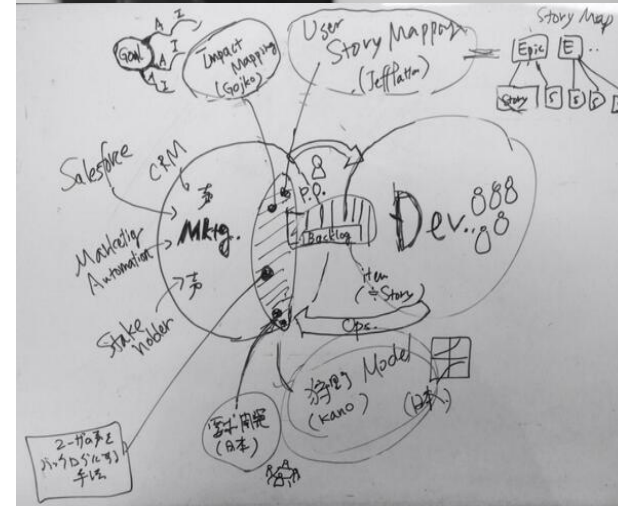 Story Map
Goal
A
I
A
I
A
I
Impact
Mapping
(Gojko)
User
Story Mapping
(Jeff Patton)
Epic
E
..
Story
S
S
S
Salesforce
CRM
Mktg.
P.O.
Backlog
Dev..
Marketing
Automation
Item
(≒Story)
Stake
holder
Ops.
狩野
Model
(Kano)
(日本)
要求開発
(日本)
ユーザの声を
バックログにする
手法